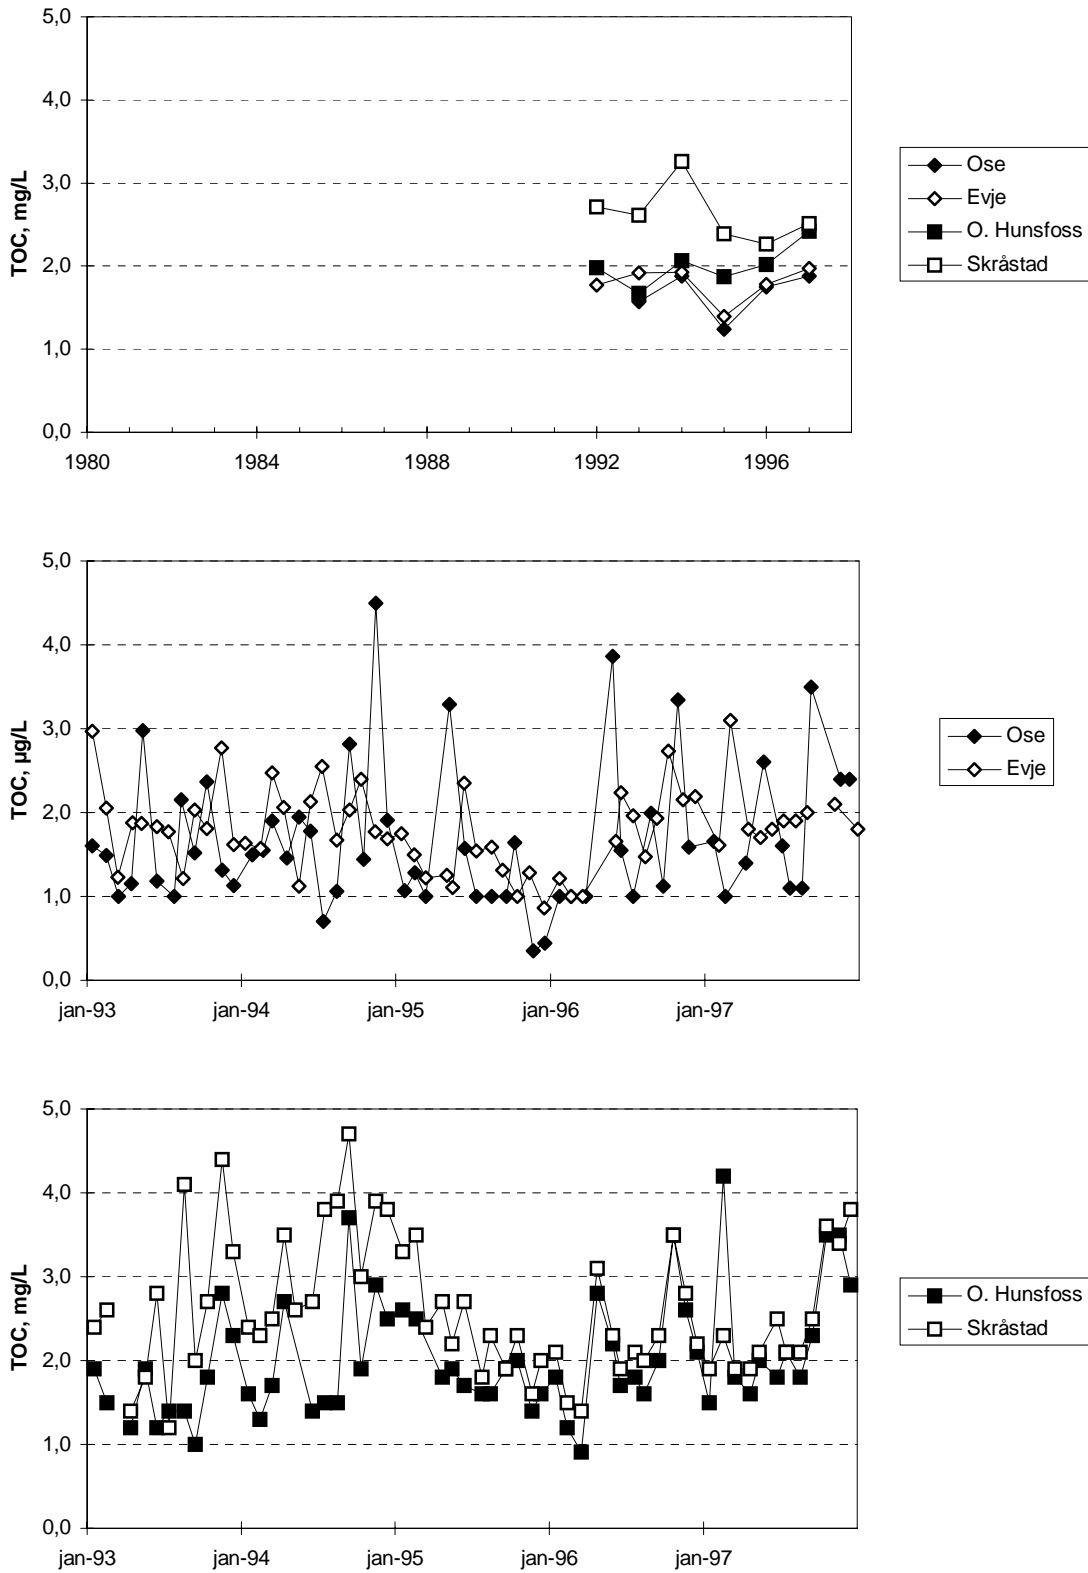 TOC, mg/L
5,0
4,0
3,0
2,0
1,0
0,0
1980
1984
1988
1992
1996
Ose
Evje
O. Hunsfoss
Skråstad
TOC, µg/L
5,0
4,0
3,0
2,0
1,0
0,0
jan-93
jan-94
jan-95
jan-96
jan-97
Ose
Evje
TOC, mg/L
5,0
4,0
3,0
2,0
1,0
0,0
jan-93
jan-94
jan-95
jan-96
jan-97
O. Hunsfoss
Skråstad